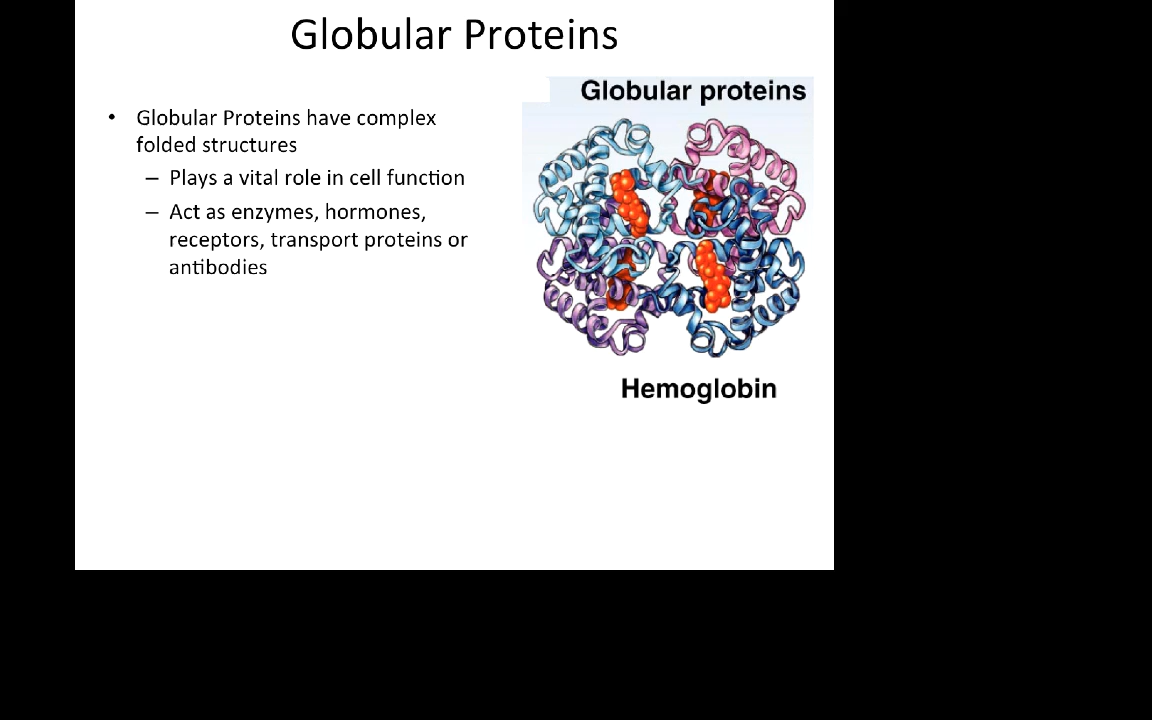 Globular Proteins
• Globular Proteins have complex
folded structures
– Plays a vital role in cell function
– Act as enzymes, hormones,
receptors, transport proteins or
antibodies
Globular proteins
Hemoglobin